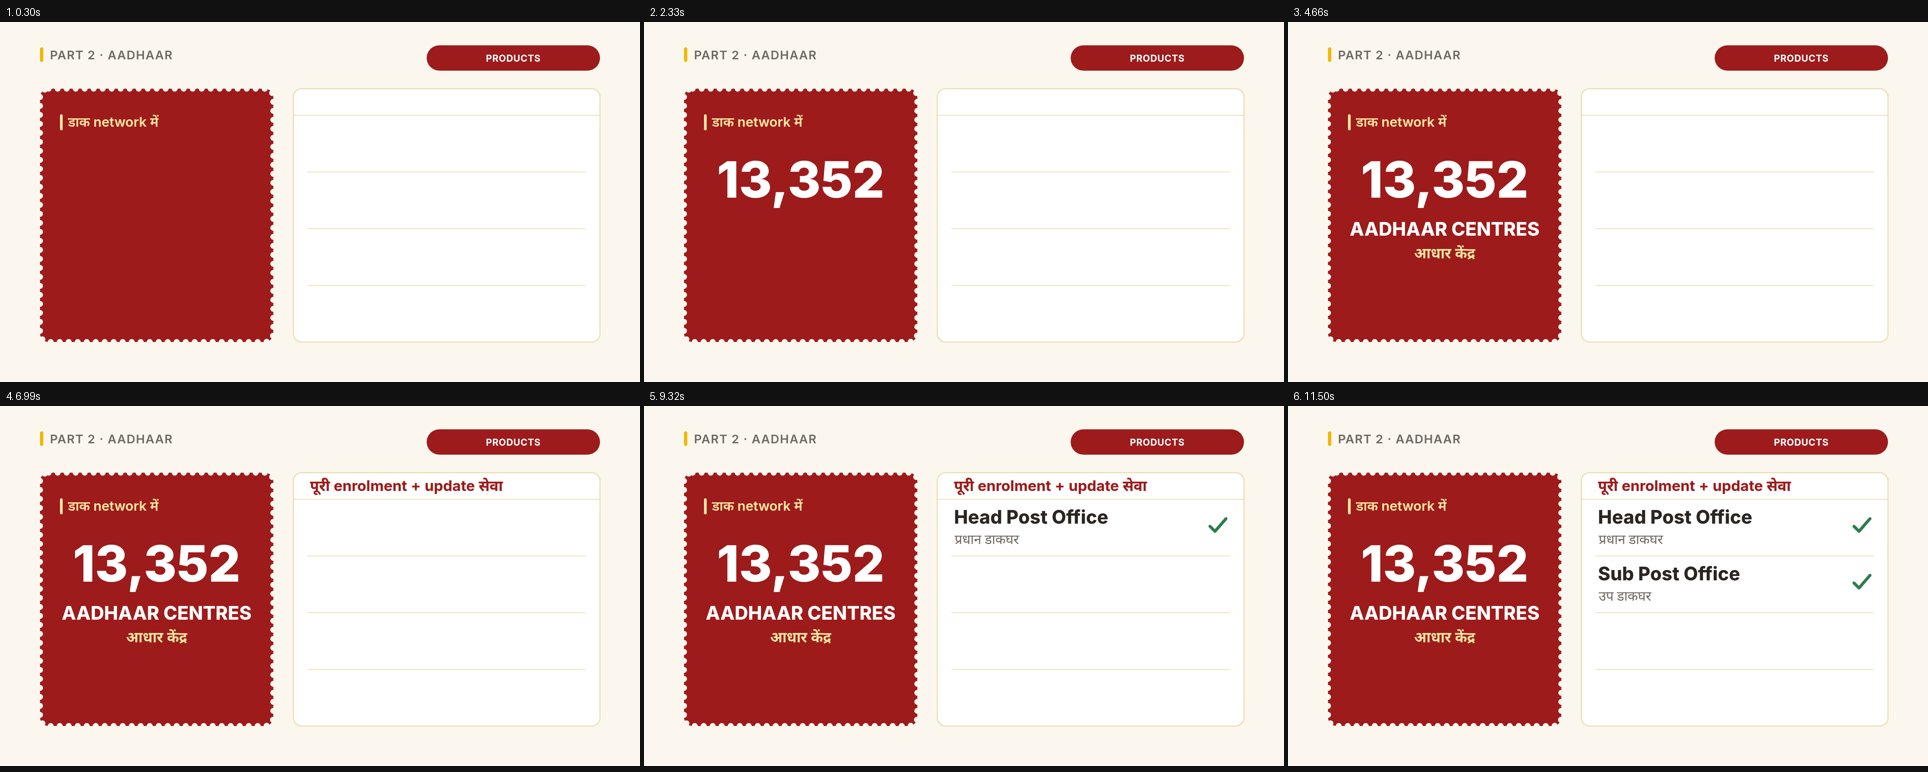 1. 0.30s
PART 2 · AADHAAR
PRODUCTS
डाक network में
2. 2.33s
PART 2 · AADHAAR
PRODUCTS
डाक network में
13,352
3. 4.66s
PART 2 · AADHAAR
PRODUCTS
डाक network में
13,352
AADHAAR CENTRES
आधार केंद्र
4. 6.99s
PART 2 · AADHAAR
PRODUCTS
डाक network में
13,352
AADHAAR CENTRES
आधार केंद्र
पूरी enrolment + update सेवा
5. 9.32s
PART 2 · AADHAAR
PRODUCTS
डाक network में
13,352
AADHAAR CENTRES
आधार केंद्र
पूरी enrolment + update सेवा
Head Post Office
प्रधान डाकघर
6. 11.50s
PART 2 · AADHAAR
PRODUCTS
डाक network में
13,352
AADHAAR CENTRES
आधार केंद्र
पूरी enrolment + update सेवा
Head Post Office
प्रधान डाकघर
Sub Post Office
उप डाकघर